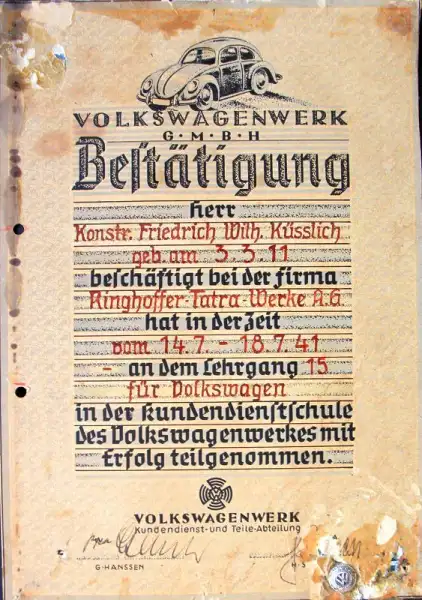 VOLKSWAGENWERK
G·M·B·H
Beſtätigung
Herr
Konstr. Friedrich Wilh. Küsslich
geb am 3.3.11
beſchäftigt bei der Firma
Ringhoffer-Tatra-Werke A.G.
hat in der Zeit
vom 14.7. - 18.7.41
- an dem Lehrgang 15
für Volkswagen
in der Kundendienſtſchule
des Volkswagenwerkes mit
Erfolg teilgenommen.
VOLKSWAGENWERK
Kundendienst- und Teile-Abteilung
G·HANSSEN